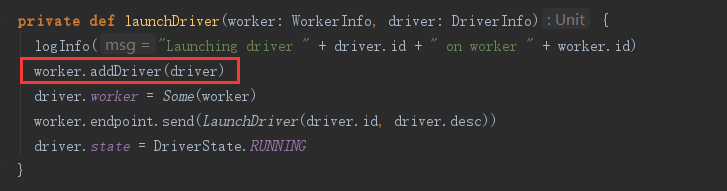 private def launchDriver(worker: WorkerInfo, driver: DriverInfo) : Unit {
logInfo( msg = "Launching driver " + driver.id + " on worker " + worker.id)
worker.addDriver(driver)
driver.worker = Some(worker)
worker.endpoint.send(LaunchDriver(driver.id, driver.desc))
driver.state = DriverState.RUNNING
}